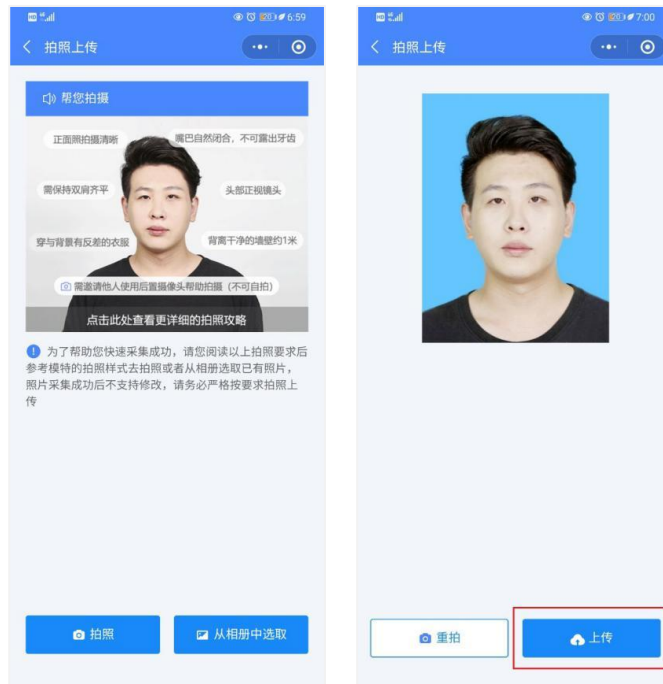 6:59
拍照上传
帮您拍摄
正面照拍摄清晰
嘴巴自然闭合，不可露出牙齿
需保持双肩齐平
头部正视镜头
穿与背景有反差的衣服
背离干净的墙壁约1米
需邀请他人使用后置摄像头帮助拍摄（不可自拍）
点击此处查看更详细的拍照攻略
为了帮助您快速采集成功，请您阅读以上拍照要求后
参考模特的拍照样式去拍照或者从相册选取已有照片，
照片采集成功后不支持修改，请务必严格按要求拍照上
传
拍照
从相册中选取
7:00
拍照上传
重拍
上传